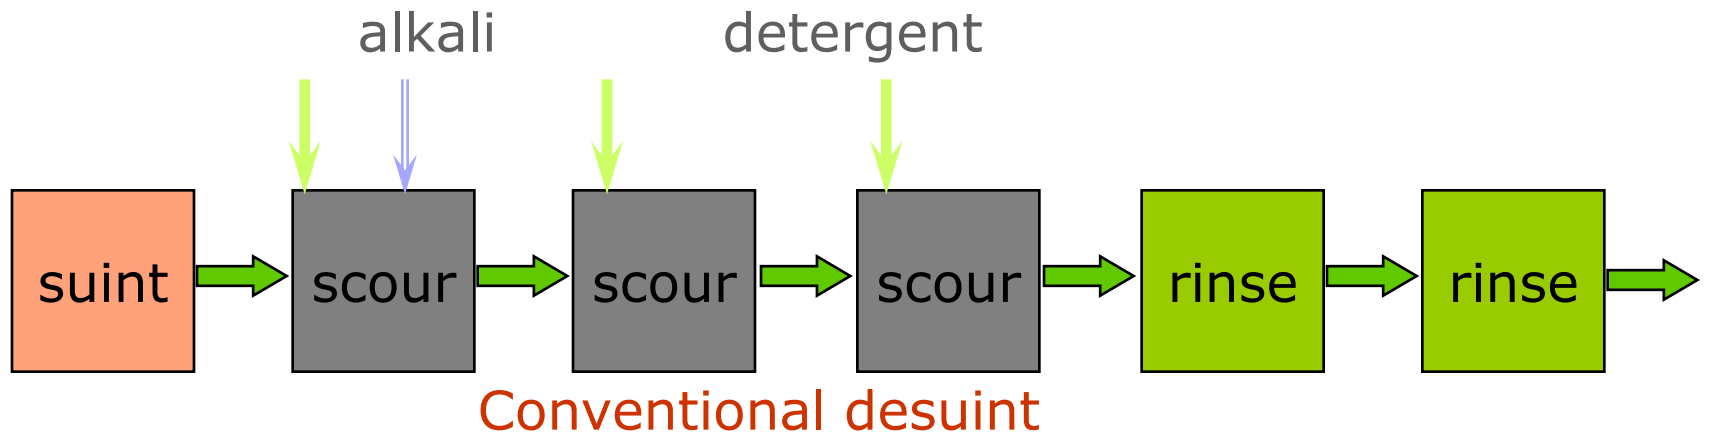 alkali detergent
suint scour scour scour rinse rinse
Conventional desuint